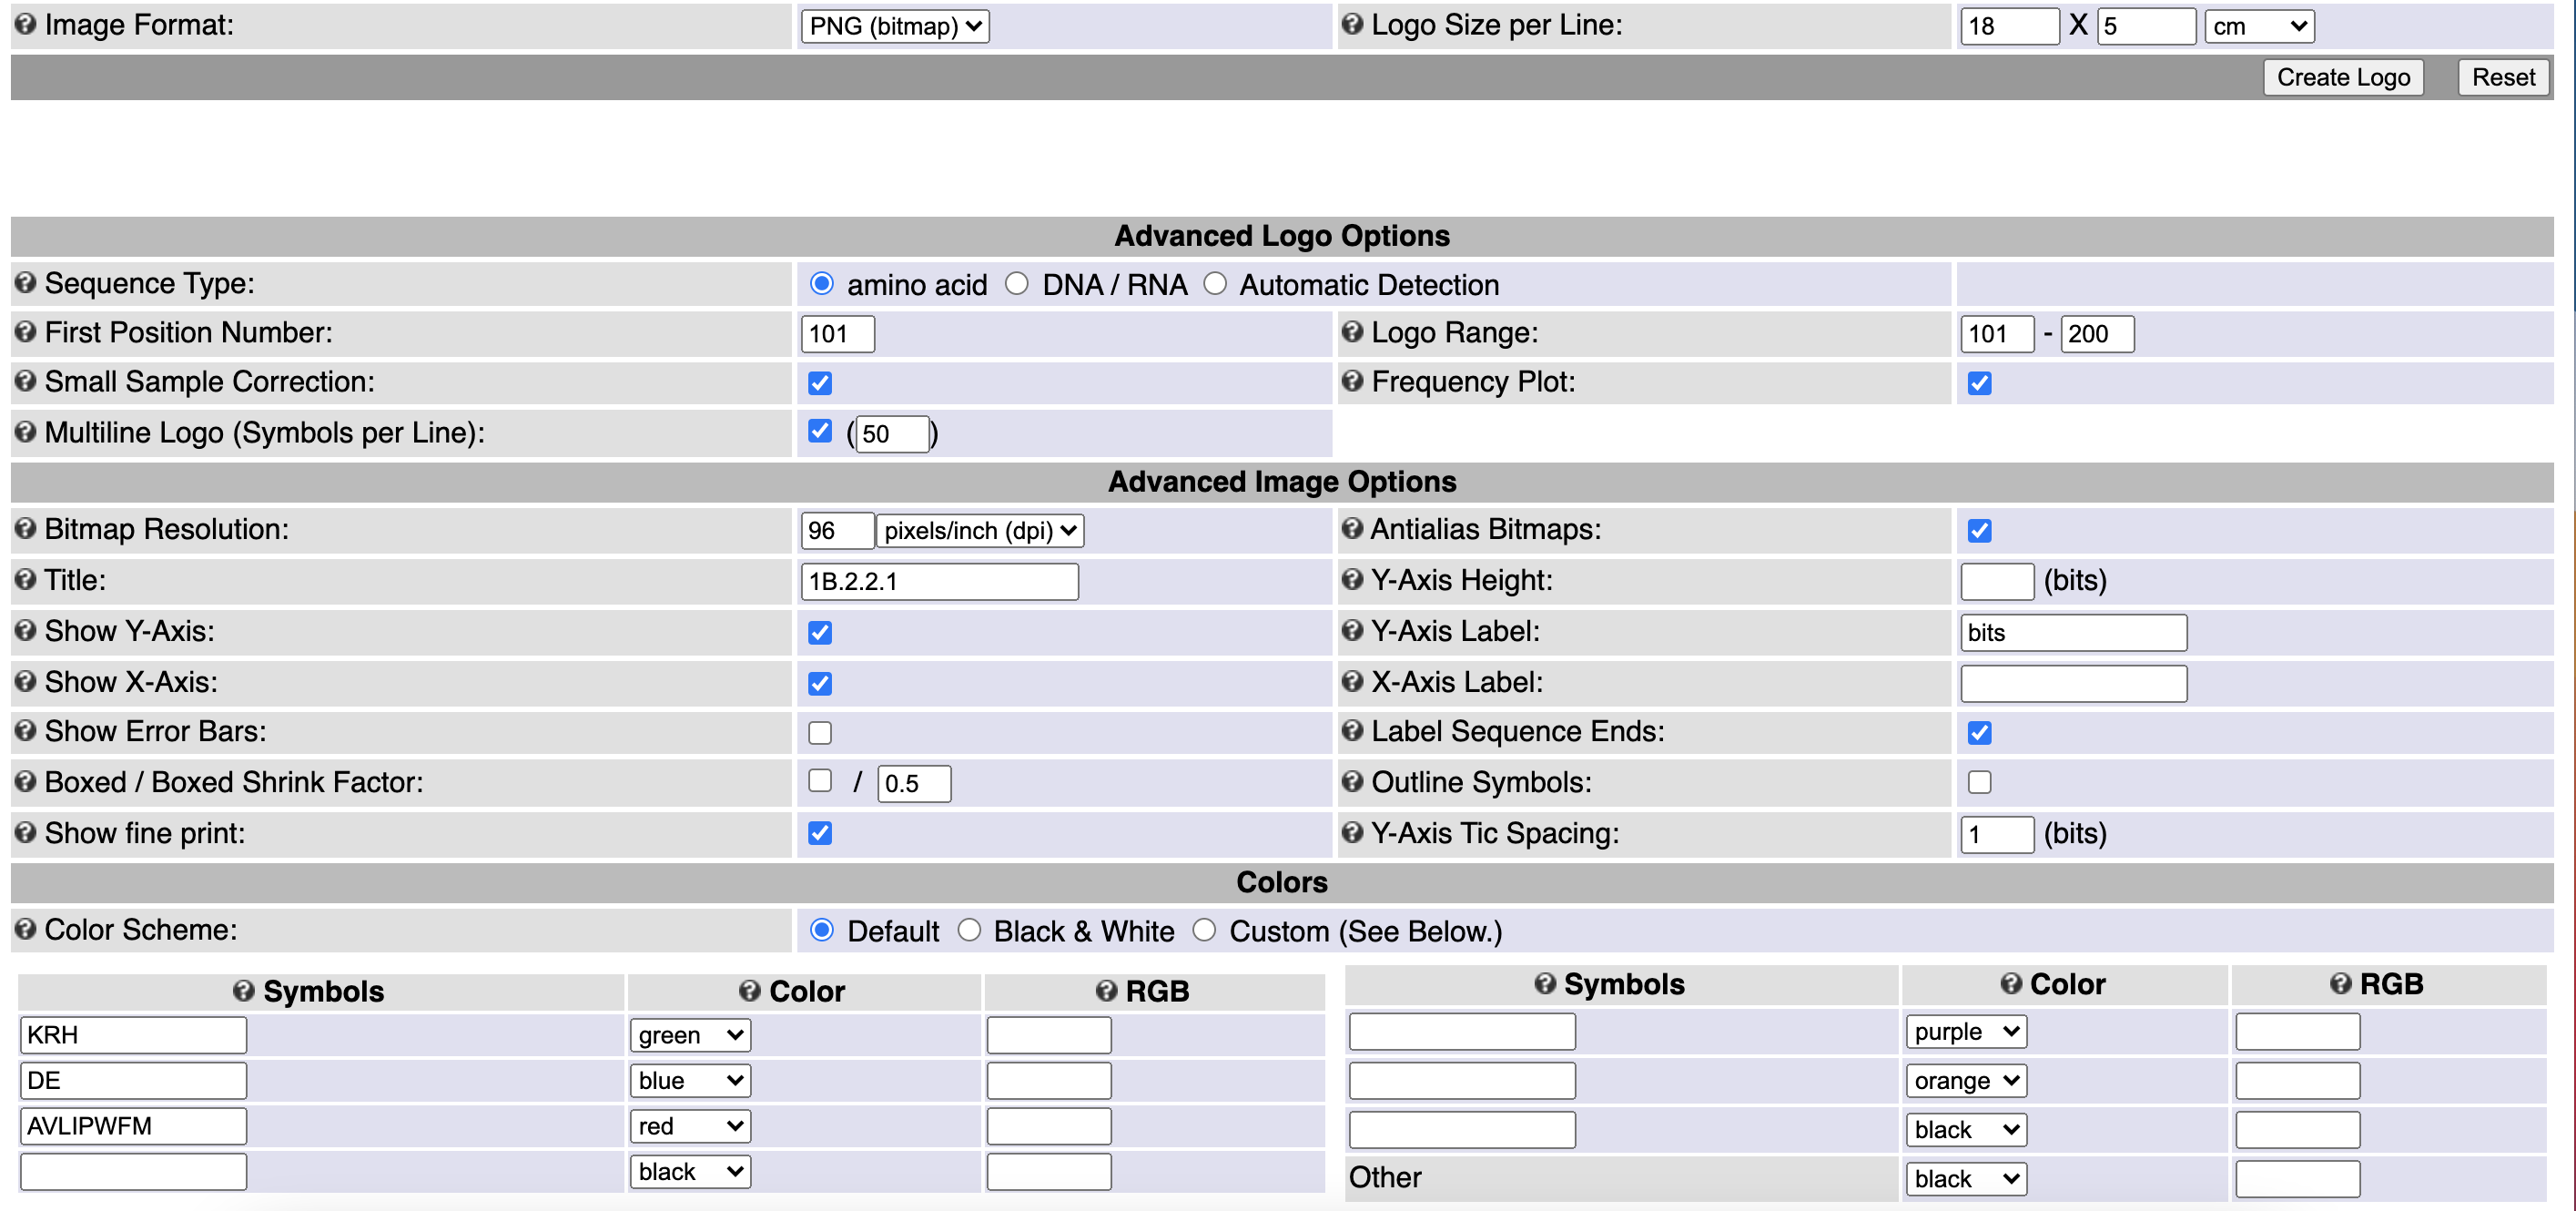 Image Format: PNG (bitmap) Logo Size per Line: 18 X 5 cm
Create Logo Reset
Advanced Logo Options
Sequence Type: amino acid DNA / RNA Automatic Detection
First Position Number: 101 Logo Range: 101 - 200
Small Sample Correction: Frequency Plot:
Multiline Logo (Symbols per Line): (50)
Advanced Image Options
Bitmap Resolution: 96 pixels/inch (dpi) Antialias Bitmaps:
Title: 1B.2.2.1 Y-Axis Height: (bits)
Show Y-Axis: Y-Axis Label: bits
Show X-Axis: X-Axis Label:
Show Error Bars: Label Sequence Ends:
Boxed / Boxed Shrink Factor: / 0.5 Outline Symbols:
Show fine print: Y-Axis Tic Spacing: 1 (bits)
Colors
Color Scheme: Default Black & White Custom (See Below.)
Symbols Color RGB Symbols Color RGB
KRH green purple
DE blue orange
AVLIPWFM red black
black Other black